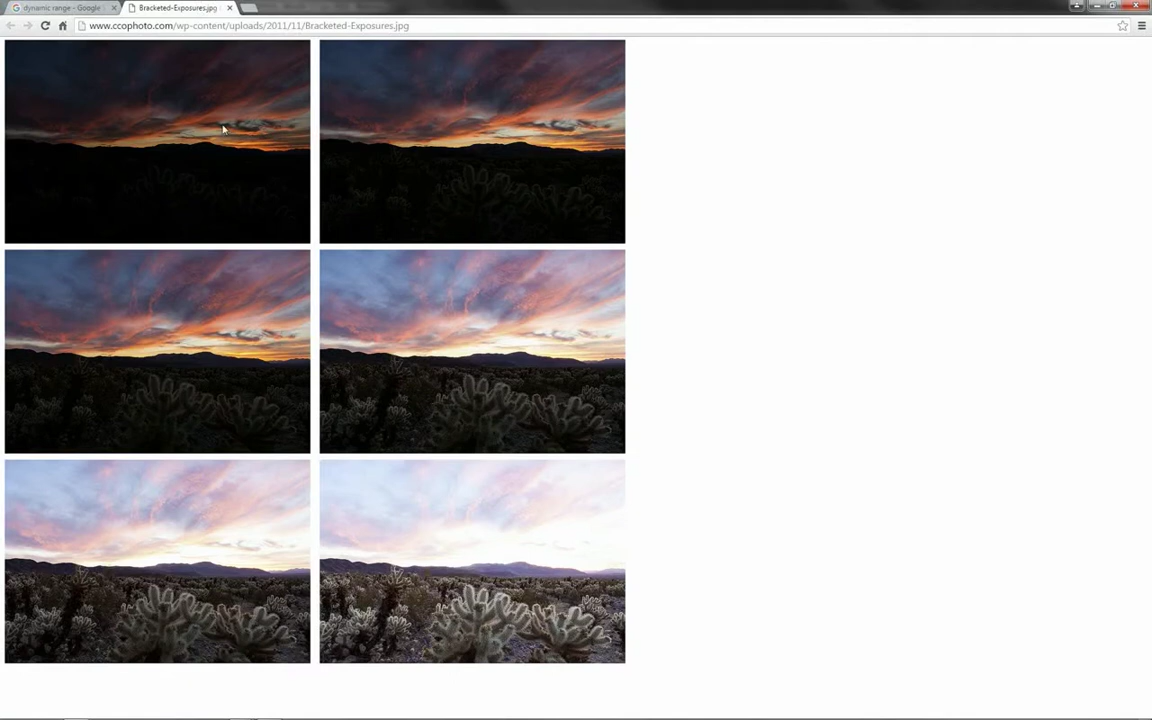 dynamic range - Google
Bracketed-Exposures.jpg
www.ccophoto.com/wp-content/uploads/2011/11/Bracketed-Exposures.jpg